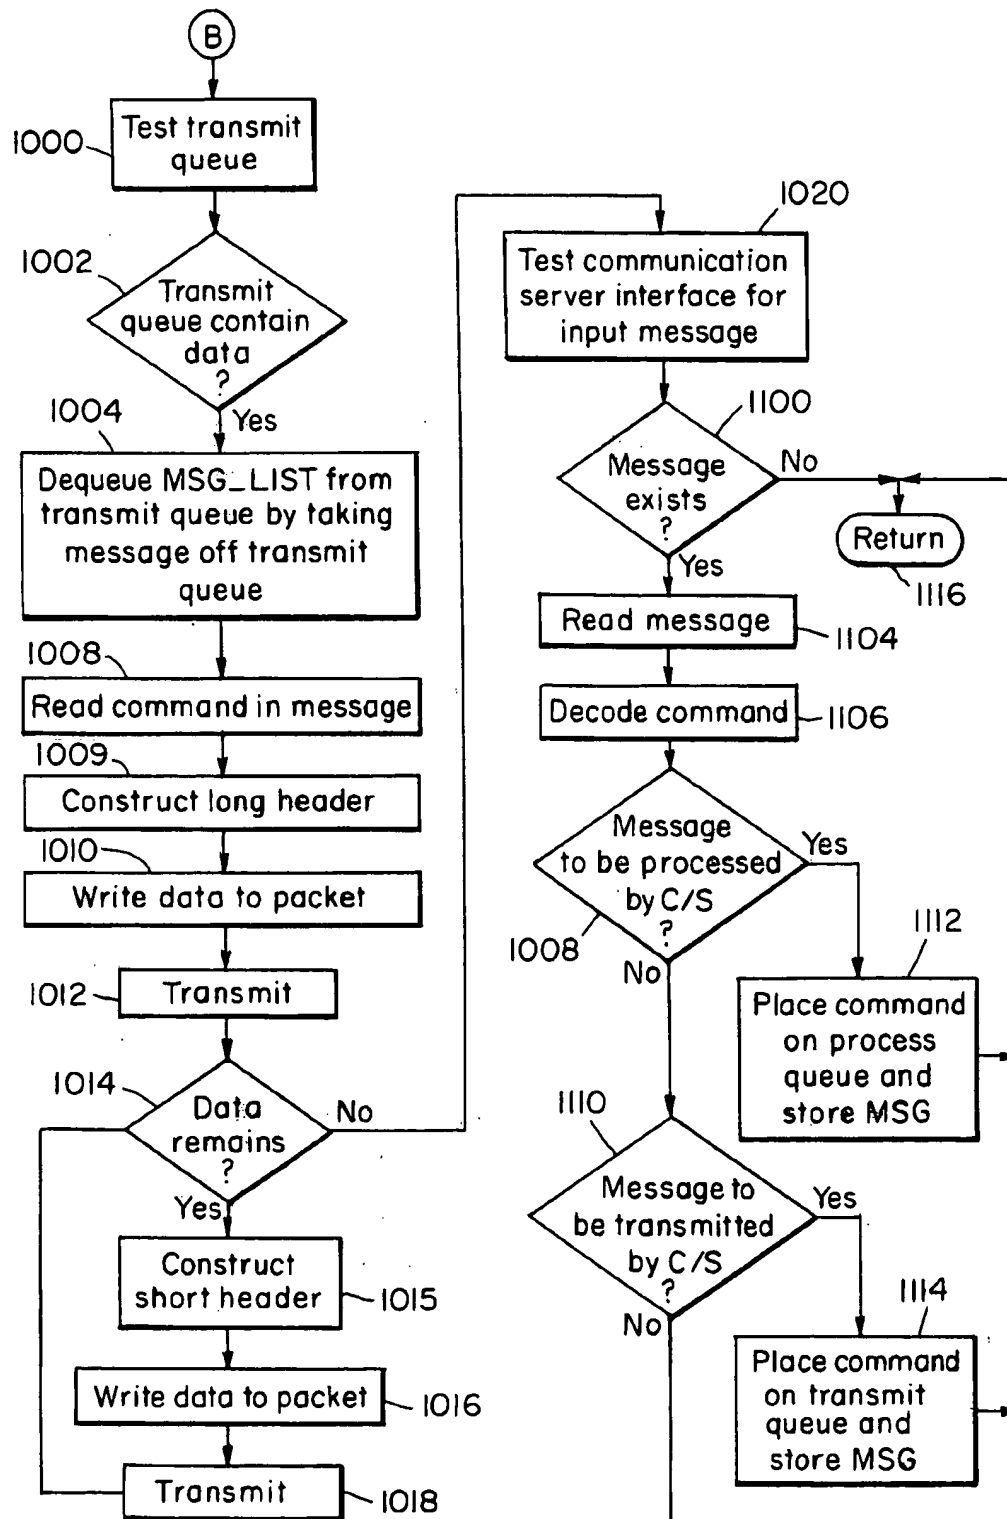 B
Test transmit
queue
1000
1002
Transmit
queue contain
data
?
Yes
1004
Dequeue MSG_LIST from
transmit queue by taking
message off transmit
queue
1008
Read command in message
1009
Construct long header
1010
Write data to packet
1012
Transmit
1014
Data
remains
?
No
Yes
Construct
short header
1015
Write data to packet
1016
Transmit
1018
1020
Test communication
server interface for
input message
1100
Message
exists
?
No
Return
1116
Yes
Read message
1104
Decode command
1106
Message
to be processed
by C/S
?
Yes
1008
No
1112
Place command
on process
queue and
store MSG
1110
Message to
be transmitted
by C/S
?
Yes
No
1114
Place command
on transmit
queue and
store MSG